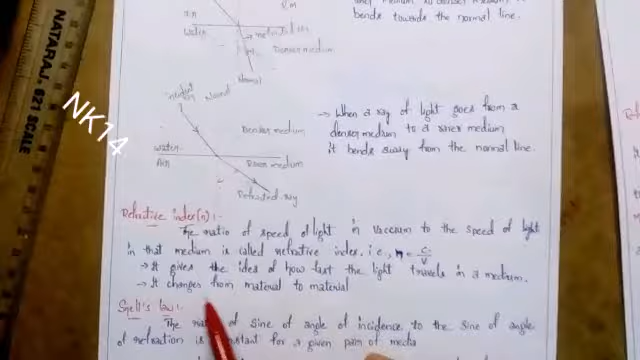 bends towards the normal line.
Water
Denser medium
Normal
NATARAJ, 621 SCALE
NK14
Denser medium
Water
Air
Rarer medium
Refracted ray
→ When a ray of light goes from a
denser medium to a rarer medium
it bends away from the normal line.
Refractive index(n):-
The ratio of speed of light in vaccum to the speed of light
in that medium is called refractive index. i.e., n = c/v
→ It gives the idea of how fast the light travels in a medium.
→ It changes from material to material
Snell's law:-
The of sine of angle of incidence to the sine of angle
of refraction is constant for a given pair of media